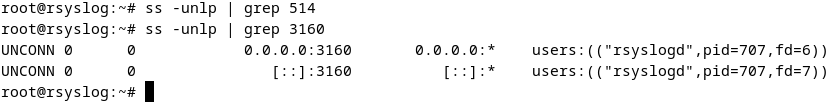 root@rsyslog:~# ss -unlp | grep 514
root@rsyslog:~# ss -unlp | grep 3160
UNCONN 0      0            0.0.0.0:3160      0.0.0.0:*    users:(("rsyslogd",pid=707,fd=6))
UNCONN 0      0               [::]:3160         [::]:*    users:(("rsyslogd",pid=707,fd=7))
root@rsyslog:~#